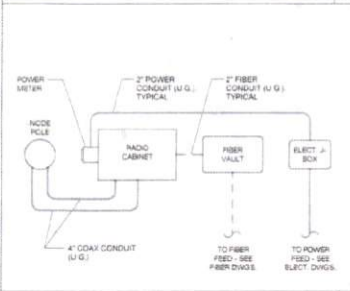 POWER
METER
2" POWER
CONDUIT (U.G.)
TYPICAL
2" FIBER
CONDUIT (U.G.)
TYPICAL
NODE
POLE
RADIO
CABINET
FIBER
VAULT
ELECT. J-
BOX
4" COAX CONDUIT
(U.G.)
TO FIBER
FEED - SEE
FIBER DWGS.
TO POWER
FEED - SEE
ELECT. DWGS.